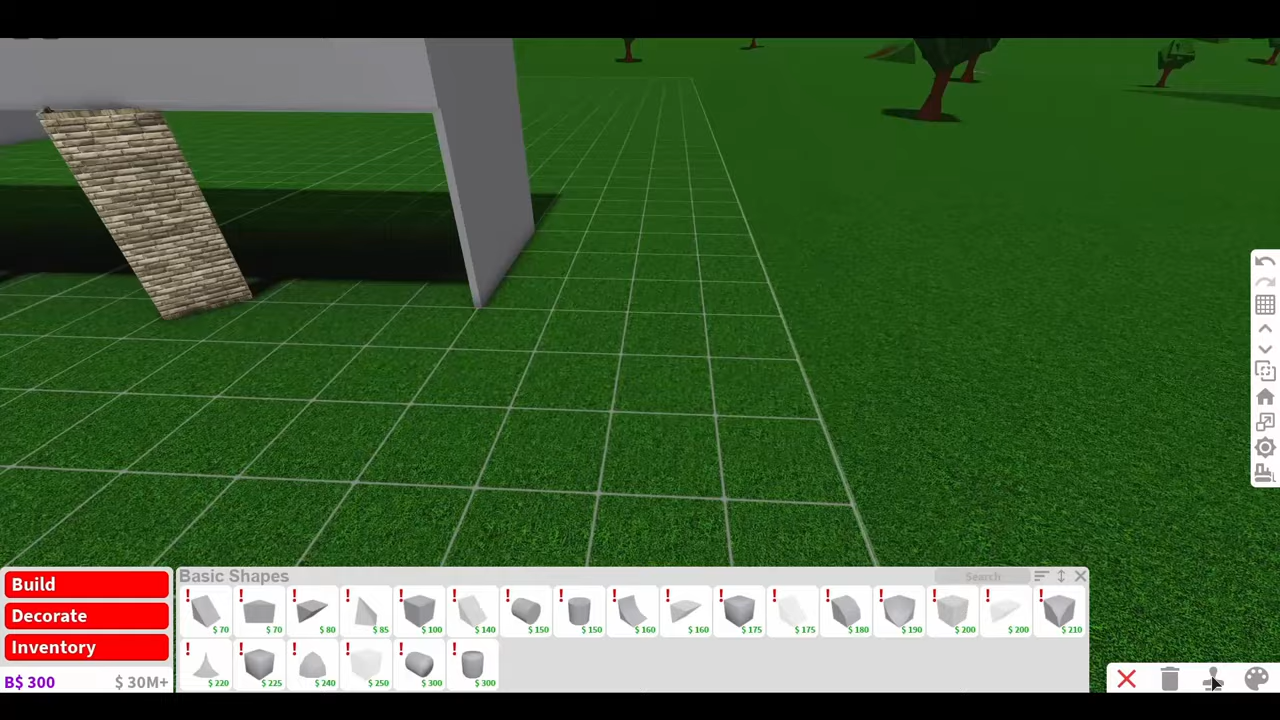 Basic Shapes
Search
Build
Decorate
Inventory
B$ 300
$ 30M+
! ! ! ! ! ! ! ! ! ! ! ! ! ! ! ! !
$ 70 $ 70 $ 80 $ 85 $ 100 $ 140 $ 150 $ 150 $ 160 $ 160 $ 175 $ 175 $ 180 $ 190 $ 200 $ 200 $ 210
! ! ! ! ! !
$ 220 $ 225 $ 240 $ 250 $ 300 $ 300